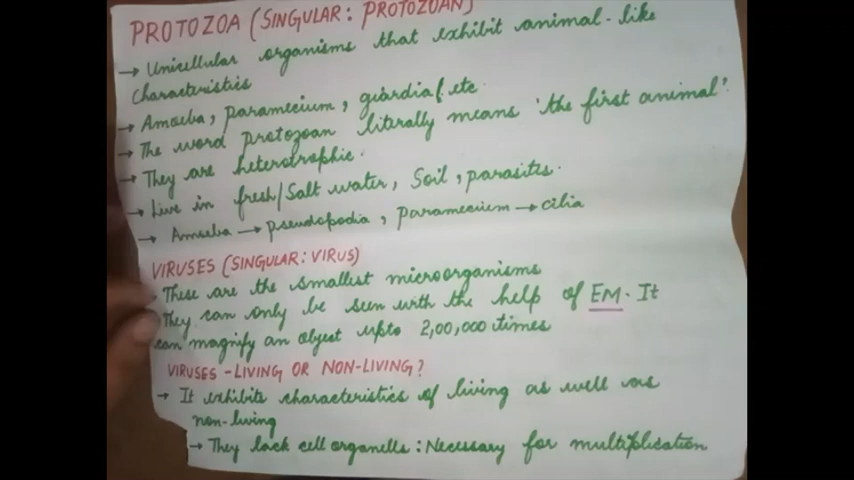 PROTOZOA (SINGULAR: PROTOZOAN)
→ Unicellular organisms that exhibit animal-like
characteristics
→ Amoeba, paramecium, giardia, etc.
→ The word protozoan literally means 'the first animal'.
→ They are heterotrophic.
→ Live in fresh/Salt water, Soil, parasites.
→ Amoeba → pseudopodia, paramecium → cilia
VIRUSES (SINGULAR: VIRUS)
These are the smallest microorganisms
They can only be seen with the help of EM. It
can magnify an object upto 2,00,000 times
VIRUSES - LIVING OR NON-LIVING?
→ It exhibits characteristics of living as well as
non-living
→ They lack cell organells: Necessary for multiplication